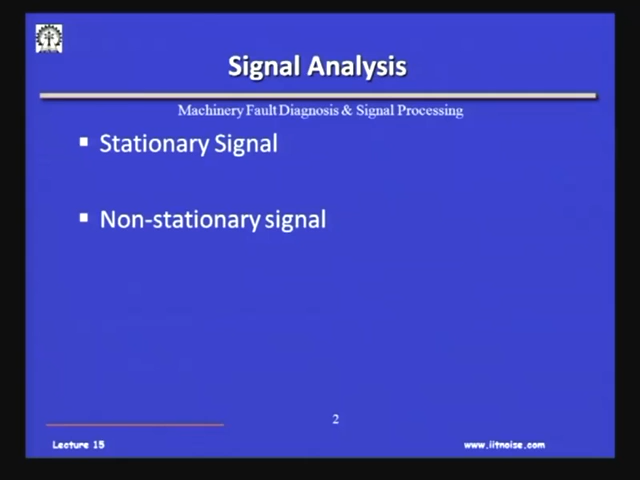 Signal Analysis
Machinery Fault Diagnosis & Signal Processing
Stationary Signal
Non-stationary signal
2
Lecture 15
www.iitnoise.com